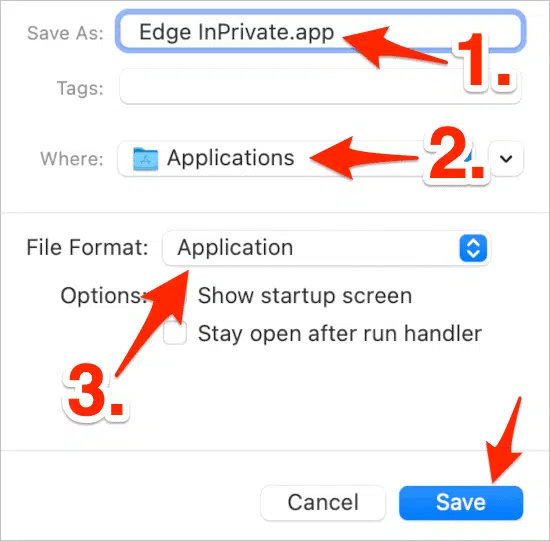 Save As: Edge InPrivate.app
1.
Tags:
Where: Applications
2.
File Format: Application
Options: Show startup screen
Stay open after run handler
3.
Cancel Save